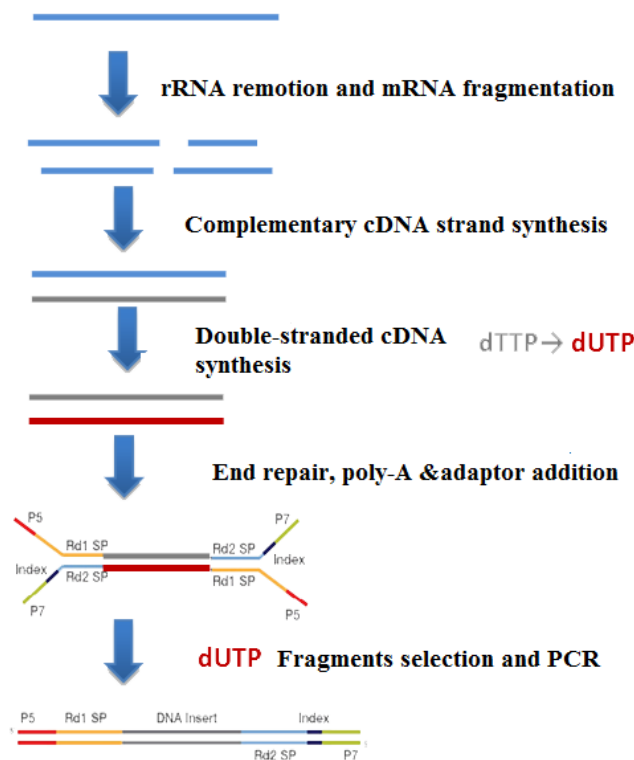 rRNA remotion and mRNA fragmentation
Complementary cDNA strand synthesis
Double-stranded cDNA
synthesis
dTTP → dUTP
End repair, poly-A &adaptor addition
P5
P7
Rd1 SP
Rd2 SP
Index
Index
Rd2 SP
Rd1 SP
P7
P5
dUTP Fragments selection and PCR
P5
Rd1 SP
DNA Insert
Index
Rd2 SP
P7